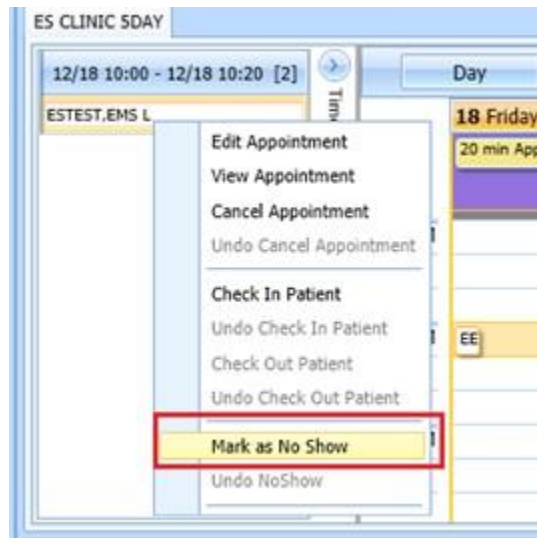 ES CLINIC 5DAY
12/18 10:00 - 12/18 10:20 [2]
ESTEST,EMS L
Day
18 Friday
20 min App
EE
Edit Appointment
View Appointment
Cancel Appointment
Undo Cancel Appointment
Check In Patient
Undo Check In Patient
Check Out Patient
Undo Check Out Patient
Mark as No Show
Undo NoShow